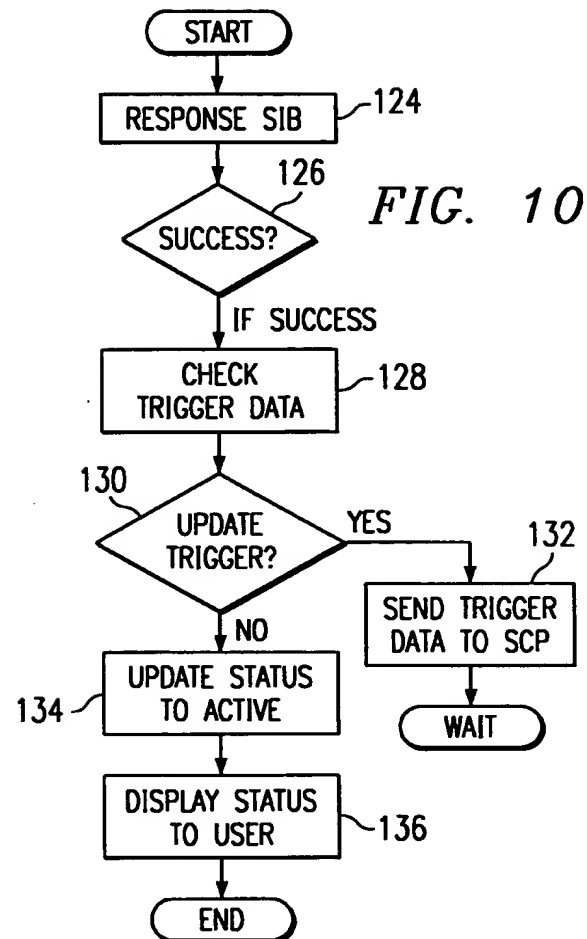 START
RESPONSE SIB
124
126
FIG. 10
SUCCESS?
IF SUCCESS
CHECK
TRIGGER DATA
128
130
UPDATE
TRIGGER?
YES
132
SEND TRIGGER
DATA TO SCP
NO
WAIT
134
UPDATE STATUS
TO ACTIVE
DISPLAY STATUS
TO USER
136
END